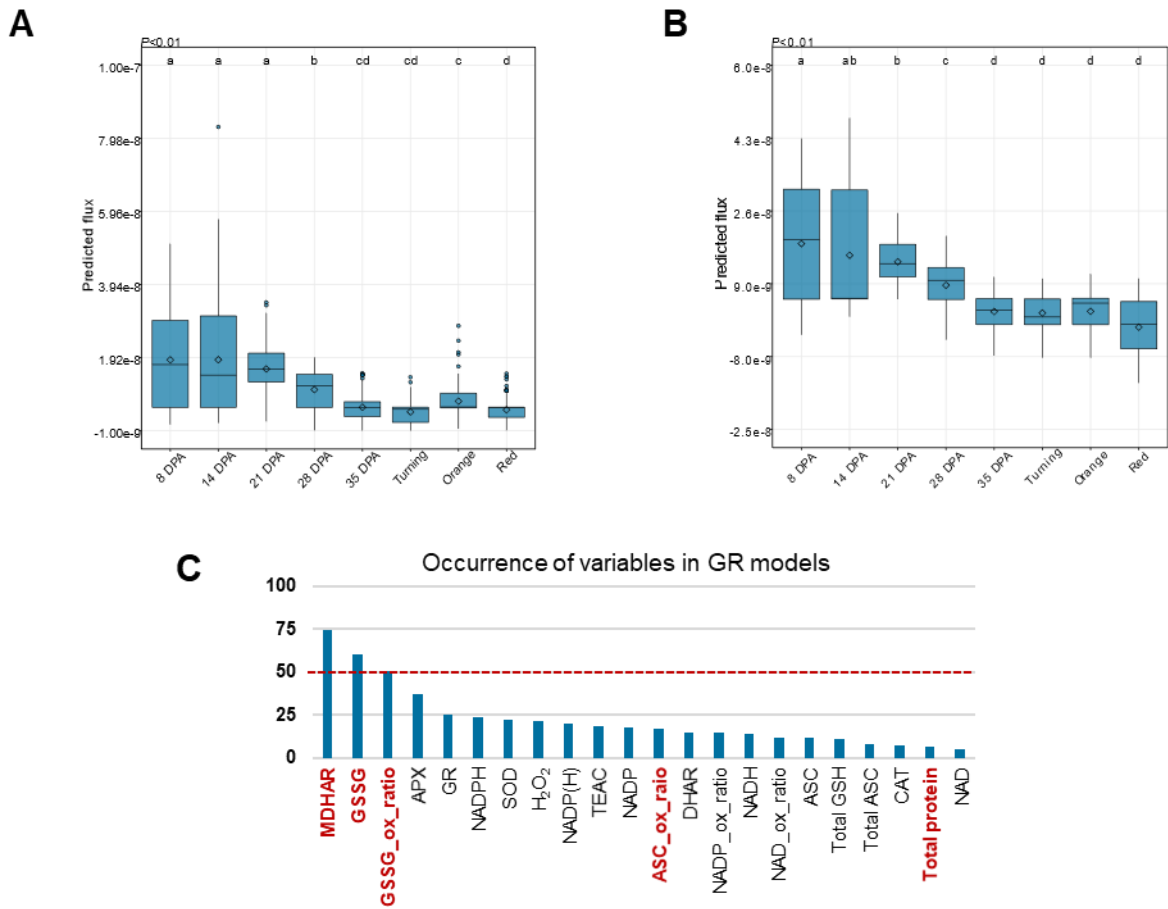 A
P<0.01
a a a b cd cd c d
1.00e-7
7.98e-8
5.96e-8
3.94e-8
1.92e-8
-1.00e-9
Predicted flux
8 DPA 14 DPA 21 DPA 28 DPA 35 DPA Turning Orange Red
B
P<0.01
a ab b c d d d d
6.0e-8
4.3e-8
2.6e-8
9.0e-9
-8.0e-9
-2.5e-8
Predicted flux
8 DPA 14 DPA 21 DPA 28 DPA 35 DPA Turning Orange Red
C
Occurrence of variables in GR models
100
75
50
25
0
MDHAR
GSSG
GSSG_ox_ratio
APX
GR
NADPH
SOD
H₂O₂
NADP(H)
TEAC
NADP
ASC_ox_raio
DHAR
NADP_ox_ratio
NADH
NAD_ox_ratio
ASC
Total GSH
Total ASC
CAT
Total protein
NAD